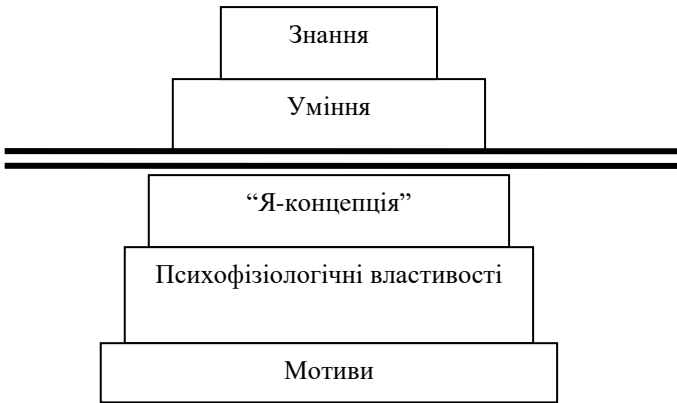 Знання
Уміння
“Я-концепція”
Психофізіологічні властивості
Мотиви